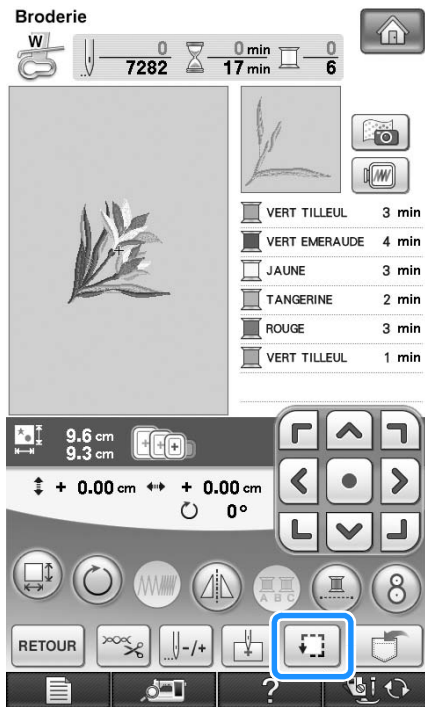 Broderie
W
0 0 min 0
7282 17 min 6
VERT TILLEUL 3 min
VERT EMERAUDE 4 min
JAUNE 3 min
TANGERINE 2 min
ROUGE 3 min
VERT TILLEUL 1 min
9.6 cm
9.3 cm
+ 0.00 cm + 0.00 cm
0°
A B C
8
RETOUR -/+
?